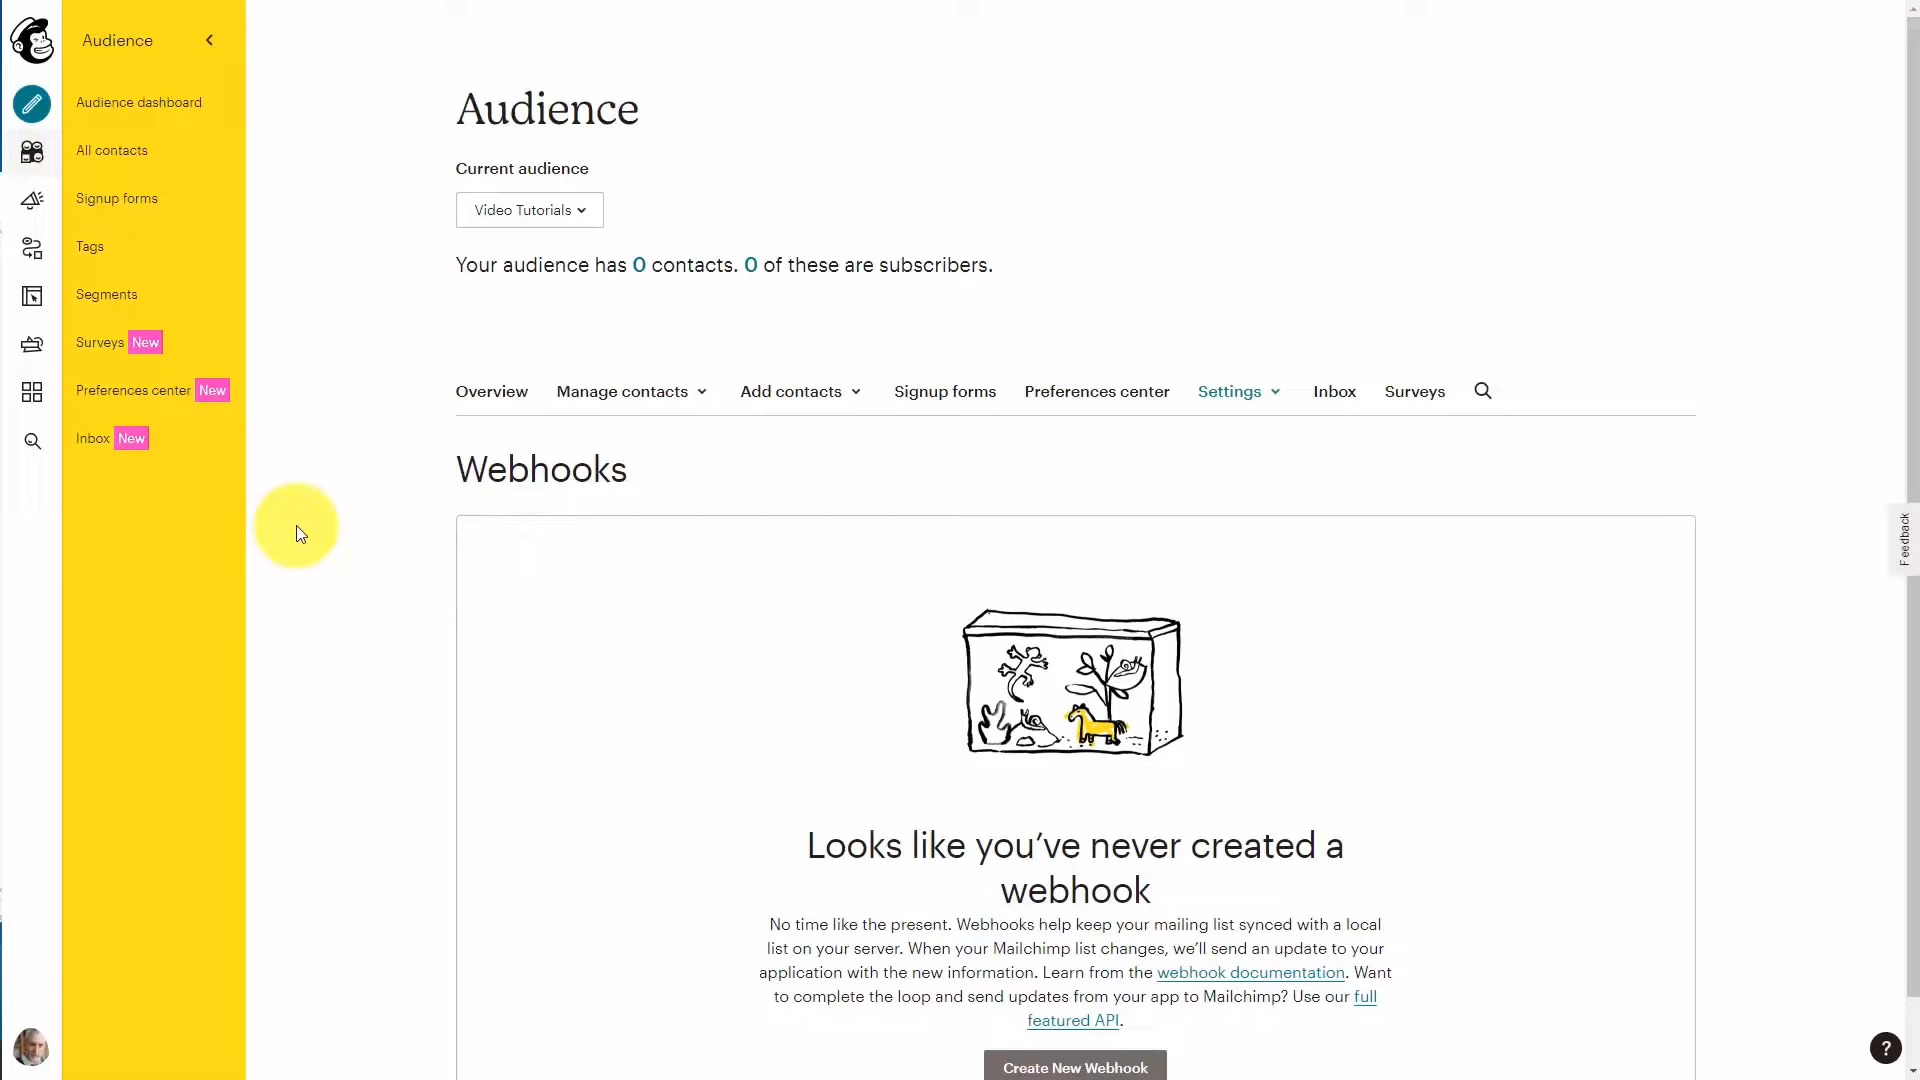 Audience
Audience dashboard
All contacts
Signup forms
Tags
Segments
Surveys New
Preferences center New
Inbox New
Audience
Current audience
Video Tutorials
Your audience has 0 contacts. 0 of these are subscribers.
Overview Manage contacts Add contacts Signup forms Preferences center Settings Inbox Surveys
Webhooks
Looks like you've never created a
webhook
No time like the present. Webhooks help keep your mailing list synced with a local
list on your server. When your Mailchimp list changes, we'll send an update to your
application with the new information. Learn from the webhook documentation. Want
to complete the loop and send updates from your app to Mailchimp? Use our full
featured API.
Create New Webhook
Feedback
?